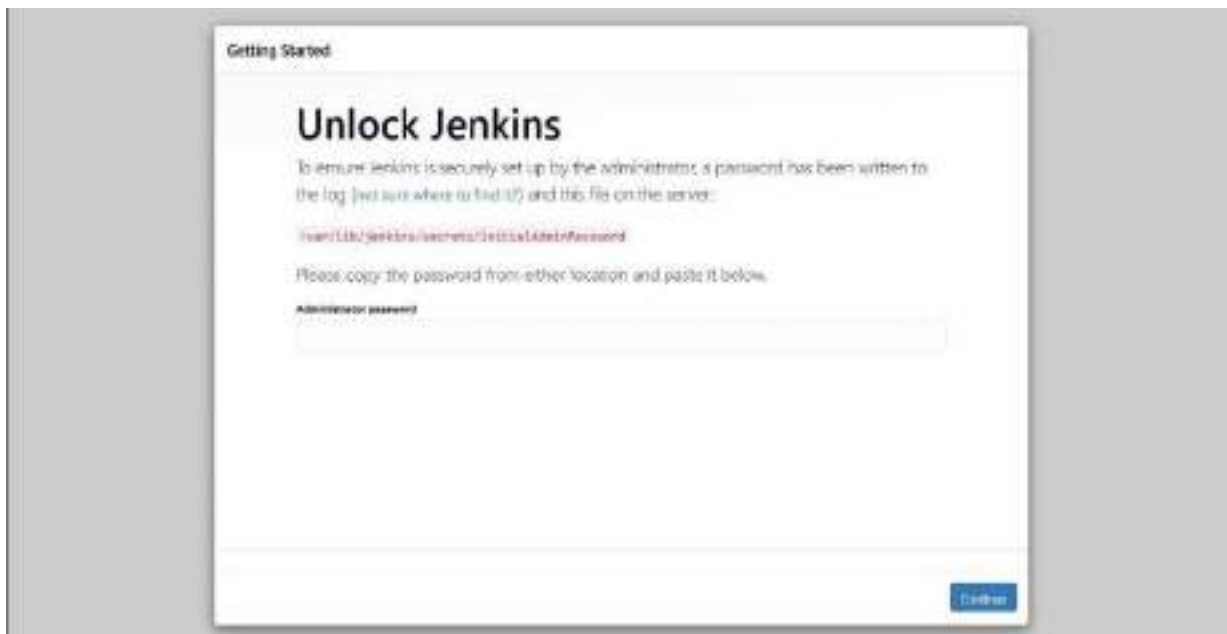 Getting Started
Unlock Jenkins
To ensure Jenkins is securely set up by the administrator, a password has been written to
the log (not sure where to find it?) and this file on the server:
/var/lib/jenkins/secrets/initialAdminPassword
Please copy the password from either location and paste it below.
Administrator password
Continue